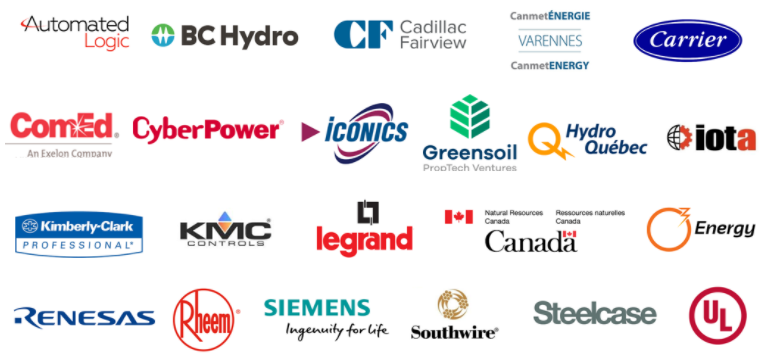 Automated
Logic
BC Hydro
CF Cadillac
Fairview
CanmetÉNERGIE
VARENNES
CanmetENERGY
Carrier
ComEd®
An Exelon Company
CyberPower®
iCONICS
Greensoil
PropTech Ventures
Hydro
Québec
iota
Kimberly-Clark
PROFESSIONAL*
KMC®
CONTROLS
legrand
Natural Resources
Canada
Ressources naturelles
Canada
Canada
Energy
RENESAS
Rheem®
SIEMENS
Ingenuity for life
Southwire®
Steelcase
UL